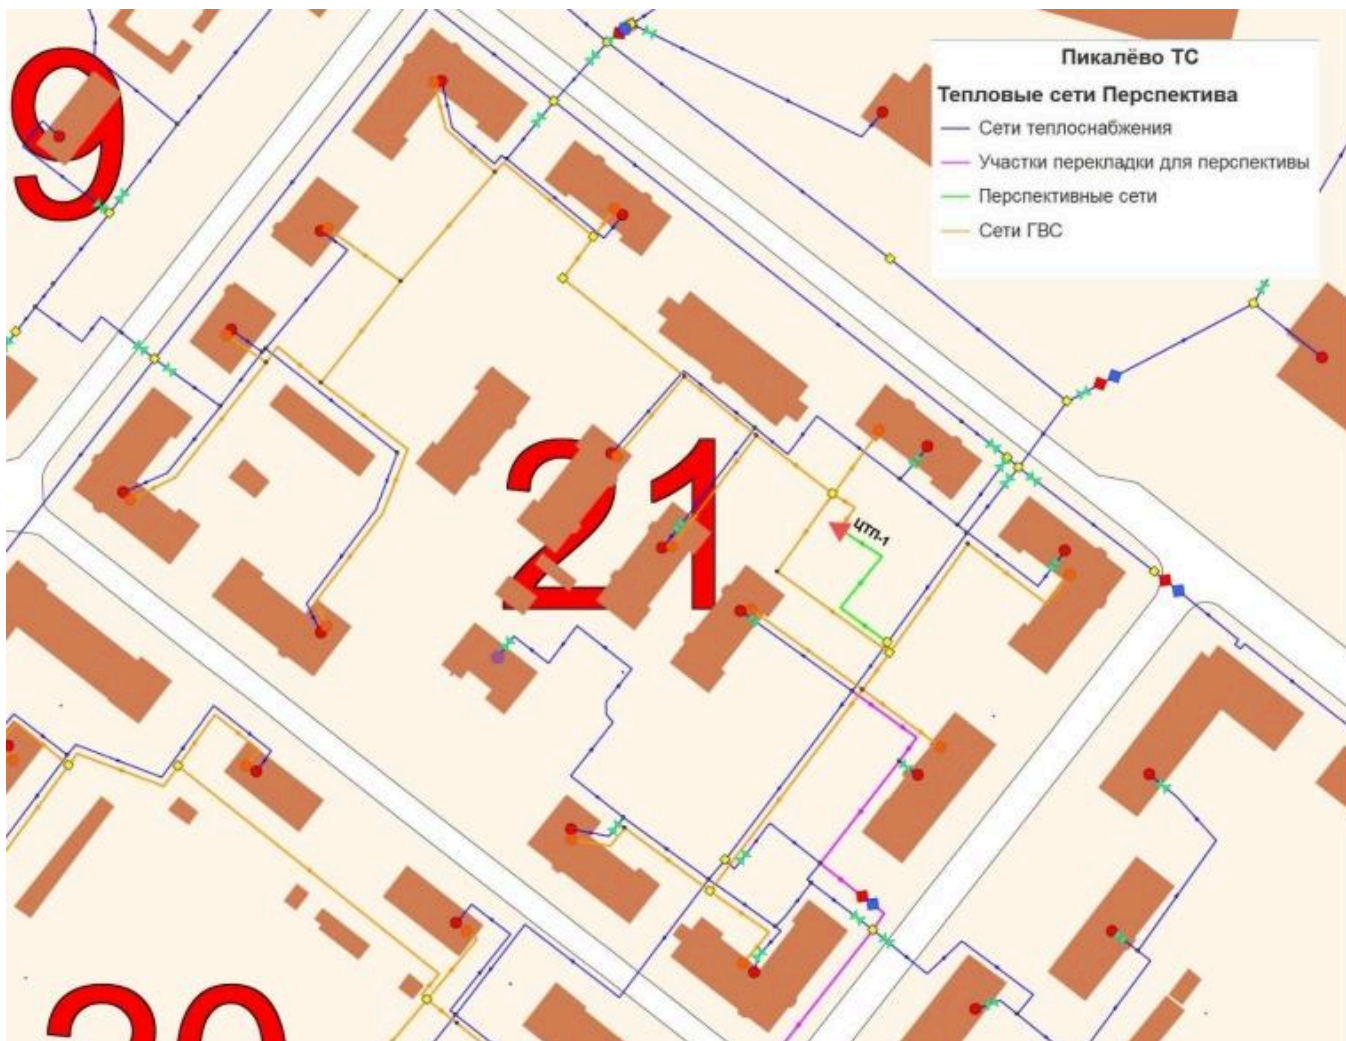 9
Пикалёво ТС
Тепловые сети Перспектива
Сети теплоснабжения
Участки перекладки для перспективы
Перспективные сети
Сети ГВС
21
ЦТП-1
20